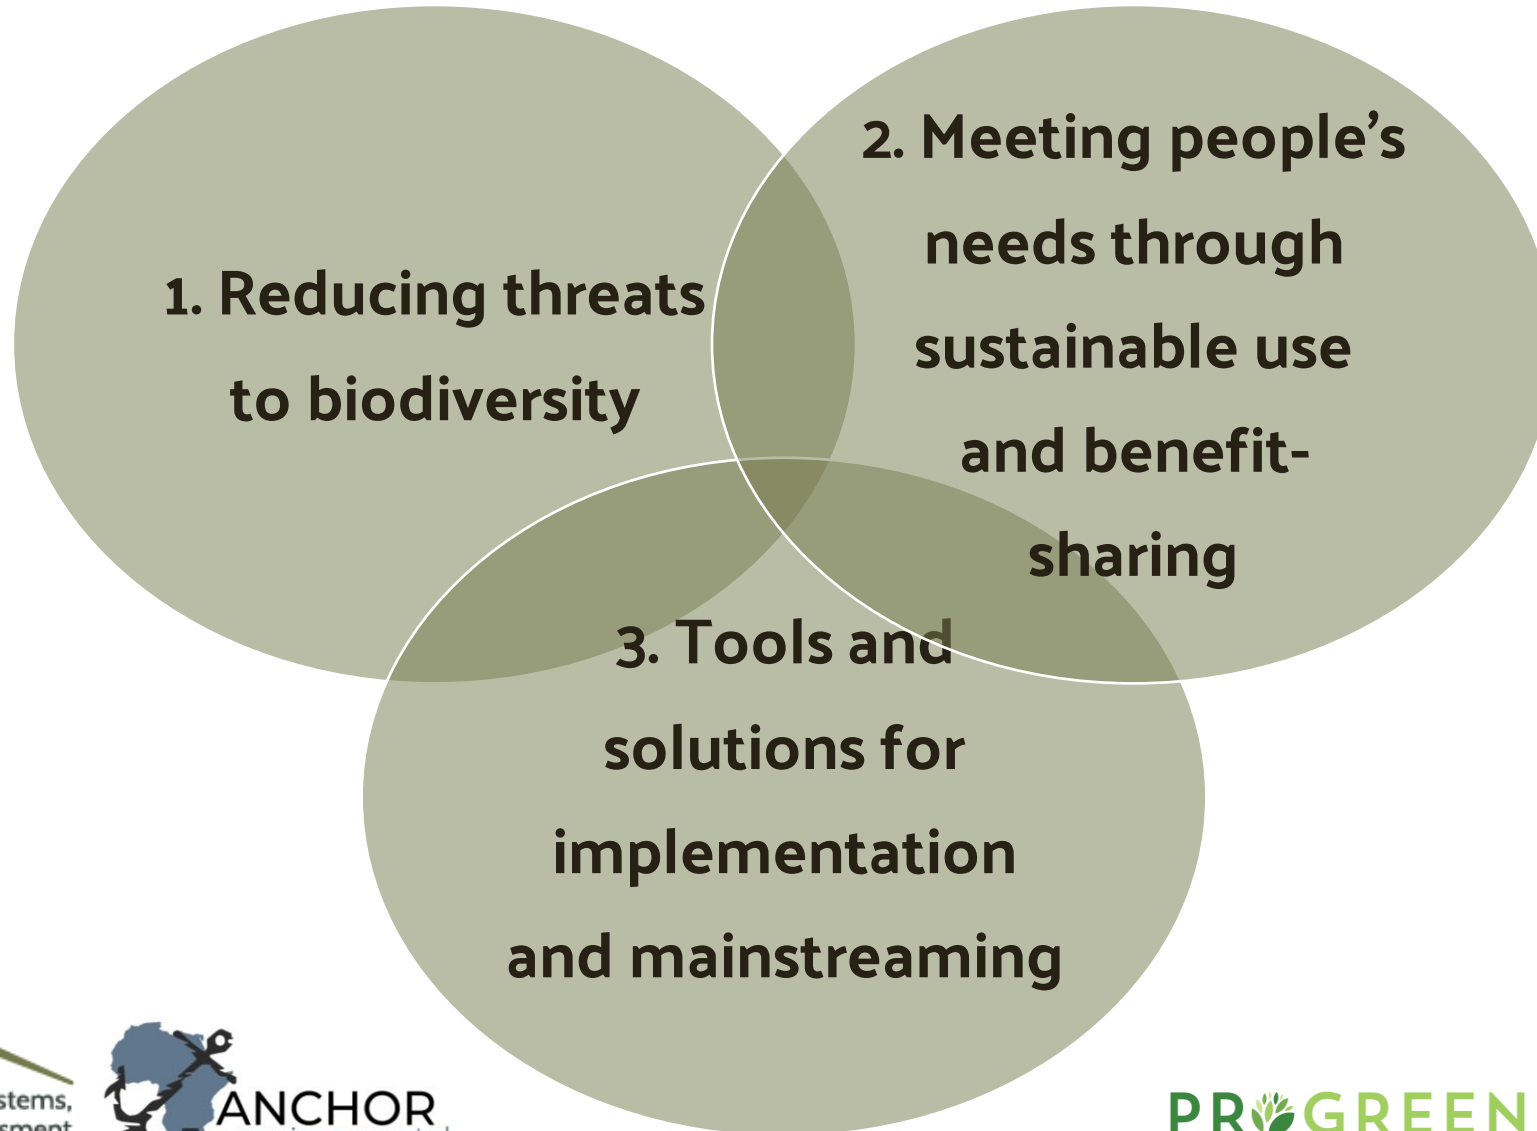 1. Reducing threats
to biodiversity
2. Meeting people’s
needs through
sustainable use
and benefit-
sharing
3. Tools and
solutions for
implementation
and mainstreaming
ANCHOR
PROGREEN